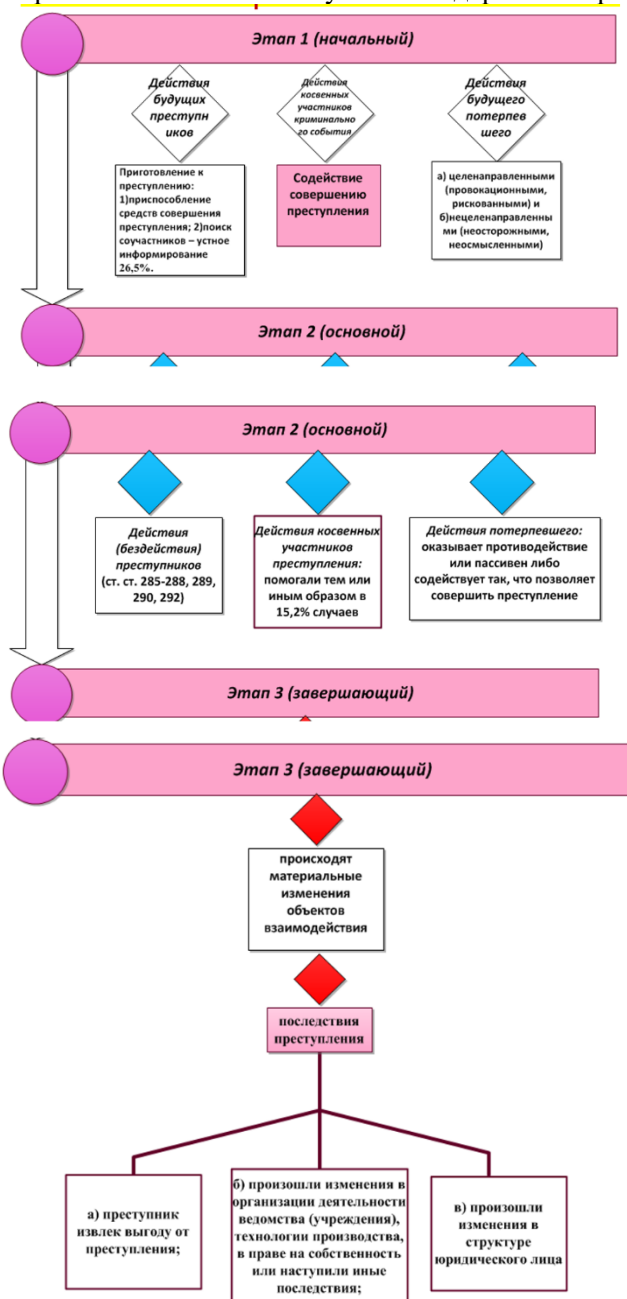 Этап 1 (начальный)
Действия
будущих
преступн
иков
Действия
косвенных
участников
криминально
го события
Действия
будущего
потерпев
шего
Приготовление к
преступлению:
1)приспособление
средств совершения
преступления; 2)поиск
соучастников – устное
информирование
26,5%.
Содействие
совершению
преступления
а) целенаправленными
(провокационными,
рискованными) и
б)нецеленаправленны
ми (неосторожными,
неосмысленными)
Этап 2 (основной)
Этап 2 (основной)
Действия
(бездействия)
преступников
(ст. ст. 285-288, 289,
290, 292)
Действия косвенных
участников
преступления:
помогали тем или
иным образом в
15,2% случаев
Действия потерпевшего:
оказывает противодействие
или пассивен либо
содействует так, что позволяет
совершить преступление
Этап 3 (завершающий)
Этап 3 (завершающий)
происходят
материальные
изменения
объектов
взаимодействия
последствия
преступления
а) преступник
извлек выгоду от
преступления;
б) произошли изменения в
организации деятельности
ведомства (учреждения),
технологии производства,
в праве на собственность
или наступили иные
последствия;
в) произошли
изменения в
структуре
юридического лица